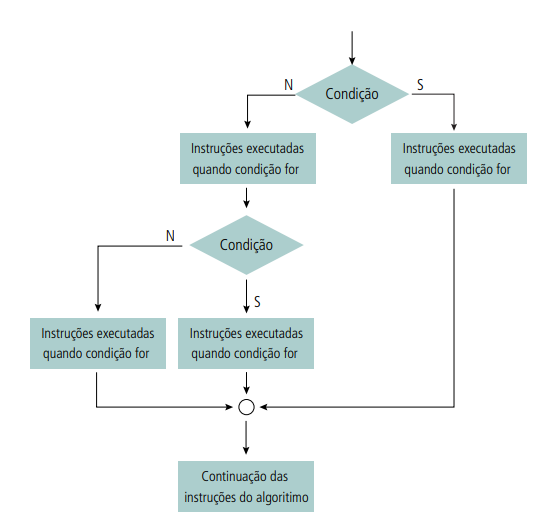 N
S
Condição
Instruções executadas
quando condição for
Instruções executadas
quando condição for
N
Condição
S
Instruções executadas
quando condição for
Instruções executadas
quando condição for
Continuação das
instruções do algoritimo